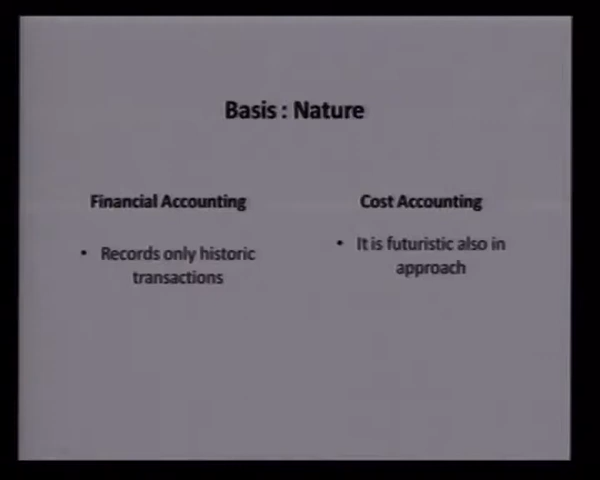 Basis : Nature
Financial Accounting
• Records only historic
transactions
Cost Accounting
• It is futuristic also in
approach